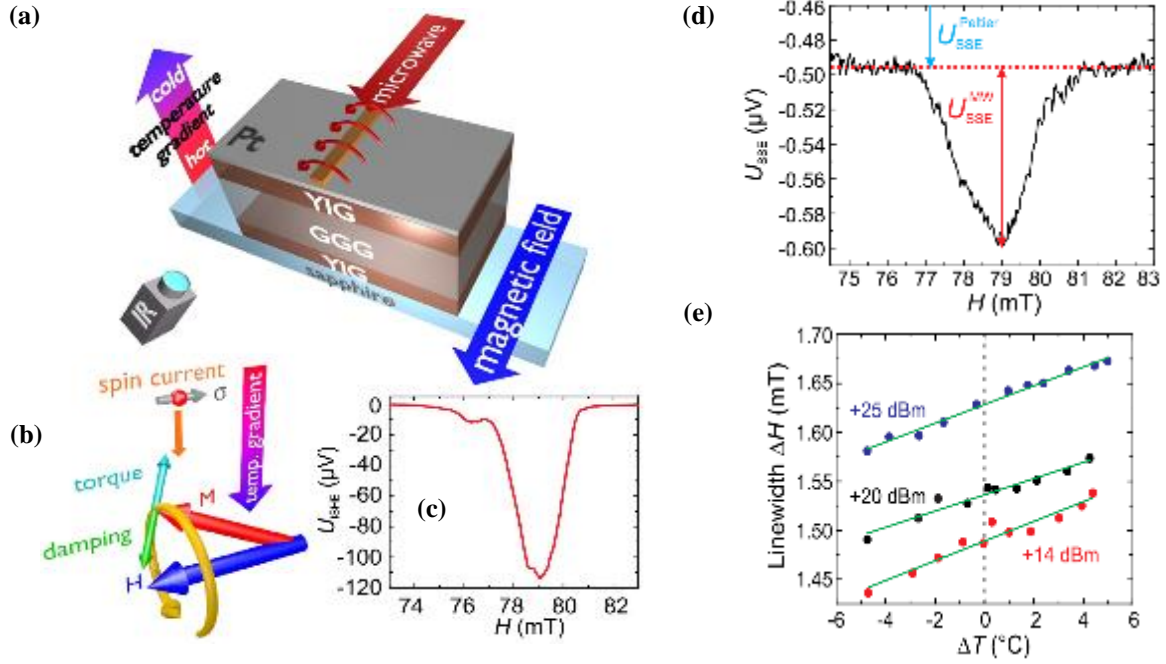 (a)
microwave
cold
temperature
gradient
hot
Pt
YIG
GGG
YIG
sapphire
magnetic field
IR
(b)
spin current
σ
torque
temp. gradient
M
damping
H
(c)
0
-20
-40
-60
-80
-100
-120
U_ISHE (µV)
74 76 78 80 82
H (mT)
(d)
-0.46
-0.48
-0.50
-0.52
-0.54
-0.56
-0.58
-0.60
U_SSE (µV)
U_SSE^Peltier
U_SSE^MW
75 76 77 78 79 80 81 82 83
H (mT)
(e)
1.70
1.65
1.60
1.55
1.50
1.45
Linewidth ΔH (mT)
+25 dBm
+20 dBm
+14 dBm
-6 -4 -2 0 2 4 6
ΔT (°C)